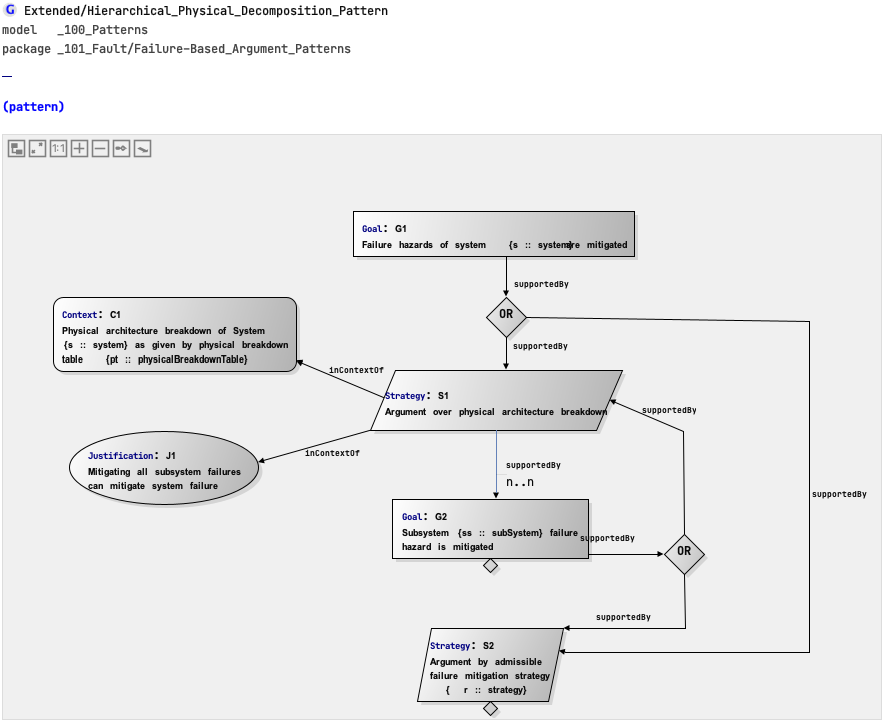 G Extended/Hierarchical_Physical_Decomposition_Pattern
model _100_Patterns
package _101_Fault/Failure-Based_Argument_Patterns
(pattern)
1:1
Goal: G1
Failure hazards of system {s :: system}are mitigated
supportedBy
OR
supportedBy
Context: C1
Physical architecture breakdown of System
{s :: system} as given by physical breakdown
table {pt :: physicalBreakdownTable}
inContextOf
Strategy: S1
Argument over physical architecture breakdown
supportedBy
Justification: J1
Mitigating all subsystem failures
can mitigate system failure
inContextOf
supportedBy
n..n
supportedBy
Goal: G2
Subsystem {ss :: subSystem} failure
hazard is mitigated
supportedBy
OR
supportedBy
Strategy: S2
Argument by admissible
failure mitigation strategy
{ r :: strategy}